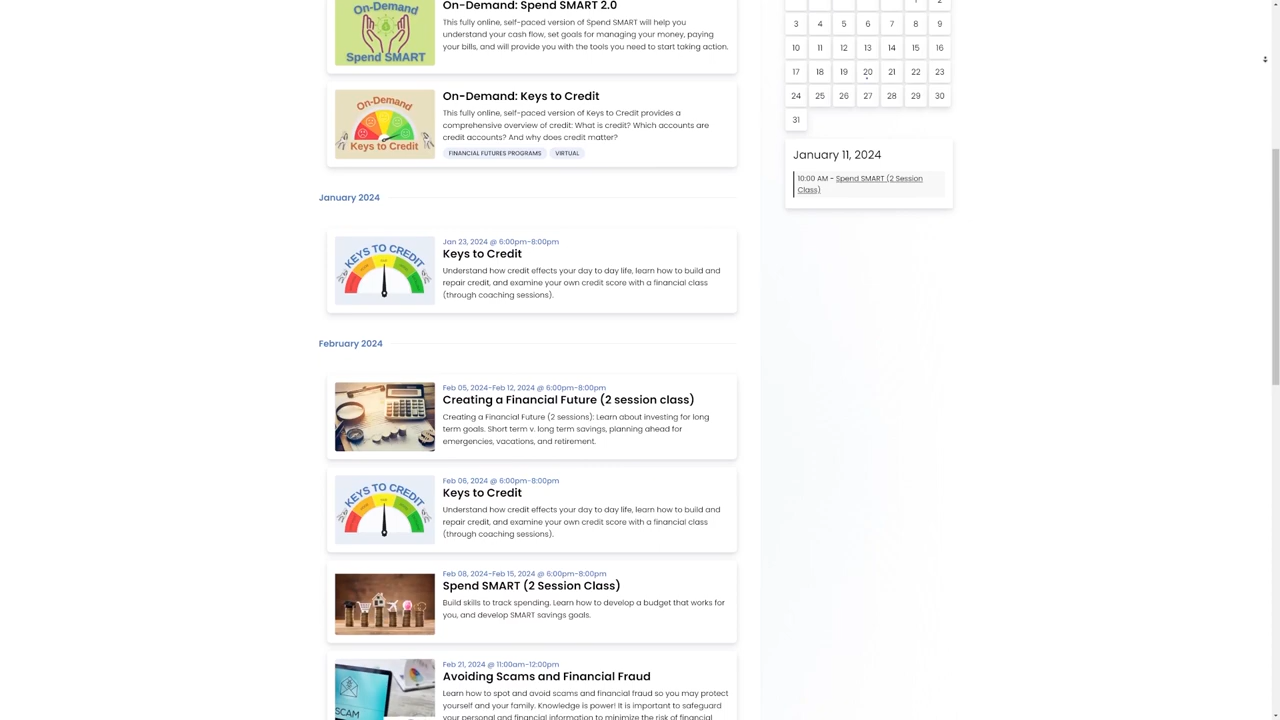 On-Demand
Spend SMART
On-Demand: Spend SMART 2.0
This fully online, self-paced version of Spend SMART will help you
understand your cash flow, set goals for managing your money, paying
your bills, and will provide you with the tools you need to start taking action.
On-Demand
Keys to Credit
On-Demand: Keys to Credit
This fully online, self-paced version of Keys to Credit provides a
comprehensive overview of credit: What is credit? Which accounts are
credit accounts? And why does credit matter?
FINANCIAL FUTURES PROGRAMS VIRTUAL
January 2024
KEYS TO CREDIT
Jan 23, 2024 @ 6:00pm-8:00pm
Keys to Credit
Understand how credit effects your day to day life, learn how to build and
repair credit, and examine your own credit score with a financial class
(through coaching sessions).
February 2024
Feb 05, 2024-Feb 12, 2024 @ 6:00pm-8:00pm
Creating a Financial Future (2 session class)
Creating a Financial Future (2 sessions): Learn about investing for long
term goals. Short term v. long term savings, planning ahead for
emergencies, vacations, and retirement.
KEYS TO CREDIT
Feb 06, 2024 @ 6:00pm-8:00pm
Keys to Credit
Understand how credit effects your day to day life, learn how to build and
repair credit, and examine your own credit score with a financial class
(through coaching sessions).
Feb 08, 2024-Feb 15, 2024 @ 6:00pm-8:00pm
Spend SMART (2 Session Class)
Build skills to track spending. Learn how to develop a budget that works for
you, and develop SMART savings goals.
SCAM
Feb 21, 2024 @ 11:00am-12:00pm
Avoiding Scams and Financial Fraud
Learn how to spot and avoid scams and financial fraud so you may protect
yourself and your family. Knowledge is power! It is important to safeguard
your personal and financial information to minimize the risk of financial
1 2
3 4 5 6 7 8 9
10 11 12 13 14 15 16
17 18 19 20 21 22 23
24 25 26 27 28 29 30
31
January 11, 2024
10:00 AM - Spend SMART (2 Session
Class)